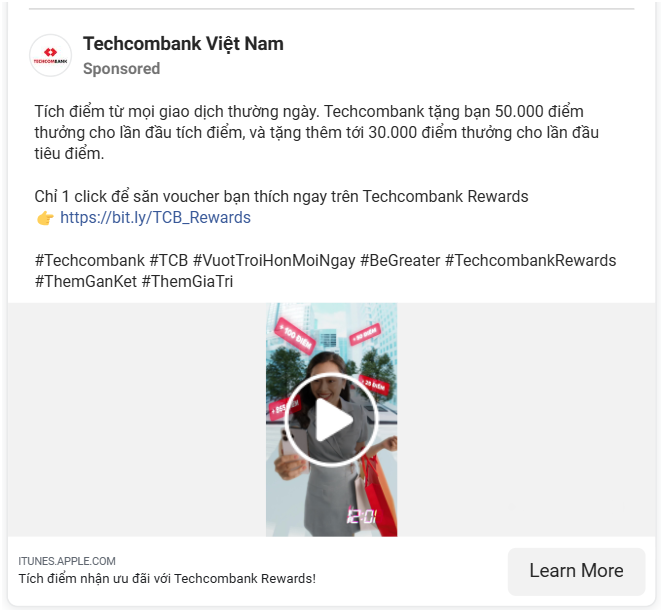 Techcombank Việt Nam
TECHCOMBANK
Sponsored
Tích điểm từ mọi giao dịch thường ngày. Techcombank tặng bạn 50.000 điểm
thưởng cho lần đầu tích điểm, và tặng thêm tới 30.000 điểm thưởng cho lần đầu
tiêu điểm.
Chỉ 1 click để săn voucher bạn thích ngay trên Techcombank Rewards
👉 https://bit.ly/TCB_Rewards
#Techcombank #TCB #VuotTroiHonMoiNgay #BeGreater #TechcombankRewards
#ThemGanKet #ThemGiaTri
+ 100 ĐIỂM
ĐIỂM
ĐIỂM
ĐIỂM
12:01
ITUNES.APPLE.COM
Tích điểm nhận ưu đãi với Techcombank Rewards!
Learn More